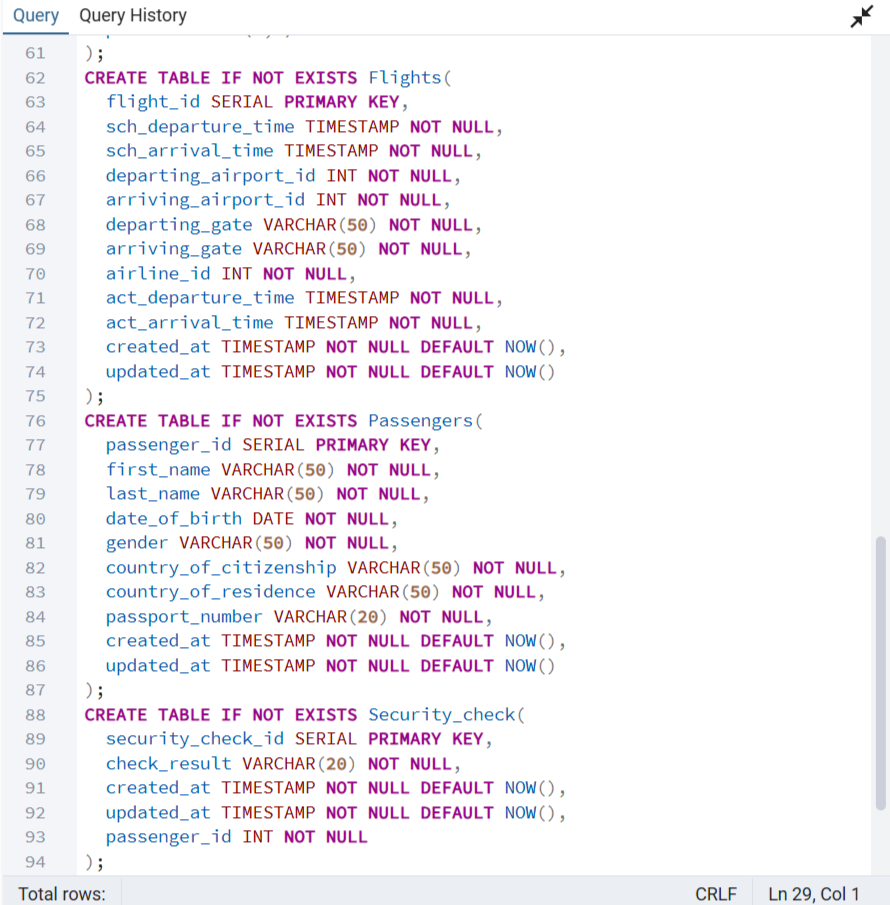 Query Query History
61 );
62 CREATE TABLE IF NOT EXISTS Flights(
63 flight_id SERIAL PRIMARY KEY,
64 sch_departure_time TIMESTAMP NOT NULL,
65 sch_arrival_time TIMESTAMP NOT NULL,
66 departing_airport_id INT NOT NULL,
67 arriving_airport_id INT NOT NULL,
68 departing_gate VARCHAR(50) NOT NULL,
69 arriving_gate VARCHAR(50) NOT NULL,
70 airline_id INT NOT NULL,
71 act_departure_time TIMESTAMP NOT NULL,
72 act_arrival_time TIMESTAMP NOT NULL,
73 created_at TIMESTAMP NOT NULL DEFAULT NOW(),
74 updated_at TIMESTAMP NOT NULL DEFAULT NOW()
75 );
76 CREATE TABLE IF NOT EXISTS Passengers(
77 passenger_id SERIAL PRIMARY KEY,
78 first_name VARCHAR(50) NOT NULL,
79 last_name VARCHAR(50) NOT NULL,
80 date_of_birth DATE NOT NULL,
81 gender VARCHAR(50) NOT NULL,
82 country_of_citizenship VARCHAR(50) NOT NULL,
83 country_of_residence VARCHAR(50) NOT NULL,
84 passport_number VARCHAR(20) NOT NULL,
85 created_at TIMESTAMP NOT NULL DEFAULT NOW(),
86 updated_at TIMESTAMP NOT NULL DEFAULT NOW()
87 );
88 CREATE TABLE IF NOT EXISTS Security_check(
89 security_check_id SERIAL PRIMARY KEY,
90 check_result VARCHAR(20) NOT NULL,
91 created_at TIMESTAMP NOT NULL DEFAULT NOW(),
92 updated_at TIMESTAMP NOT NULL DEFAULT NOW(),
93 passenger_id INT NOT NULL
94 );
Total rows: CRLF Ln 29, Col 1